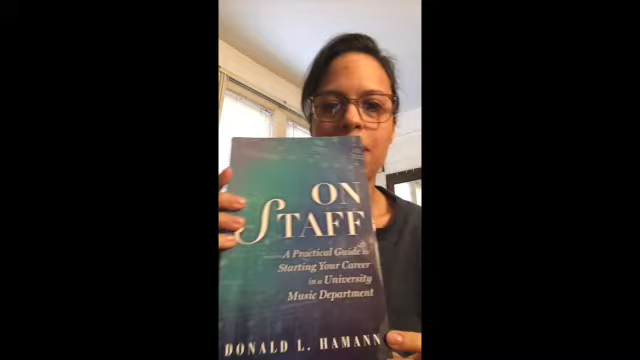 ON
STAFF
A Practical Guide to
Starting Your Career
in a University
Music Department
DONALD L. HAMANN